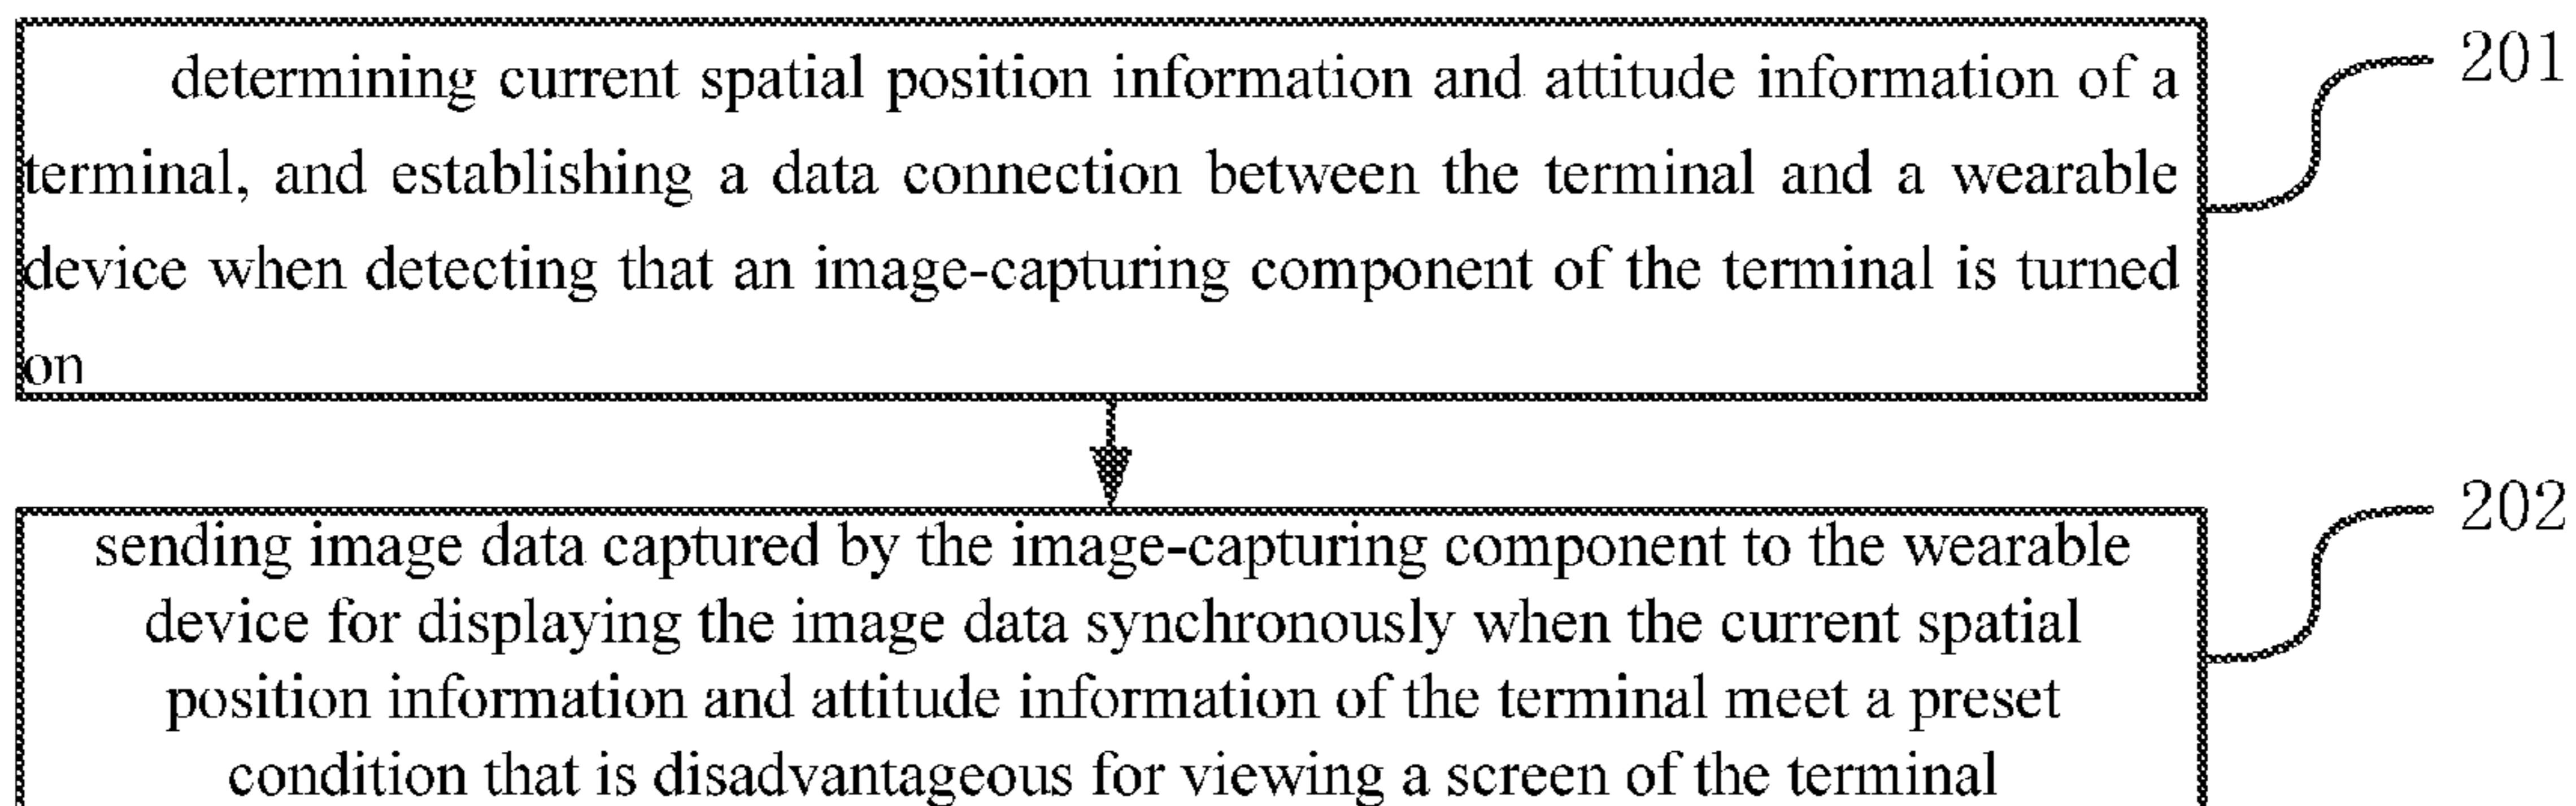 determining current spatial position information and attitude information of a
terminal, and establishing a data connection between the terminal and a wearable
device when detecting that an image-capturing component of the terminal is turned
on
201
sending image data captured by the image-capturing component to the wearable
device for displaying the image data synchronously when the current spatial
position information and attitude information of the terminal meet a preset
condition that is disadvantageous for viewing a screen of the terminal
202